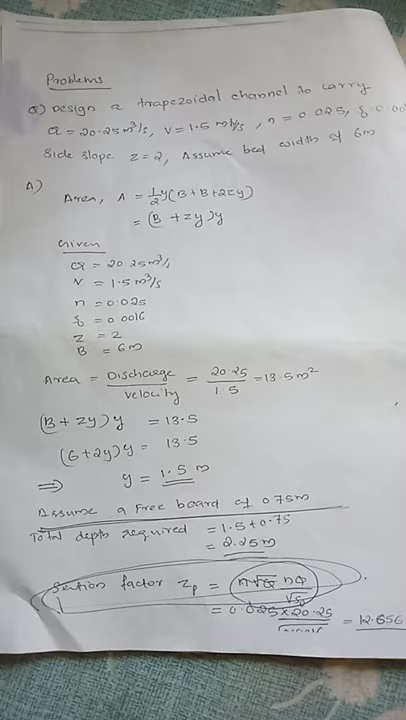 Problems
Q) Design a trapezoidal channel to carry
Q = 20.25 m³/s, V = 1.5 m/s, n = 0.025, S = 0.00
Side slope z = 2, Assume bed width of 6m
A)
Area, A = ½y(B + B + 2zy)
= (B + zy)y
Given
Q = 20.25 m³/s
V = 1.5 m³/s
n = 0.025
S = 0.0016
z = 2
B = 6m
Area = Discharge/velocity = 20.25/1.5 = 13.5 m²
(B + zy)y = 13.5
(6 + 2y)y = 13.5
⇒ y = 1.5 m
Assume a Free board of 0.75m
Total depth required = 1.5 + 0.75
= 2.25m
Section factor Zp = nQ/√S₀
= 0.025 × 20.25 = 12.656